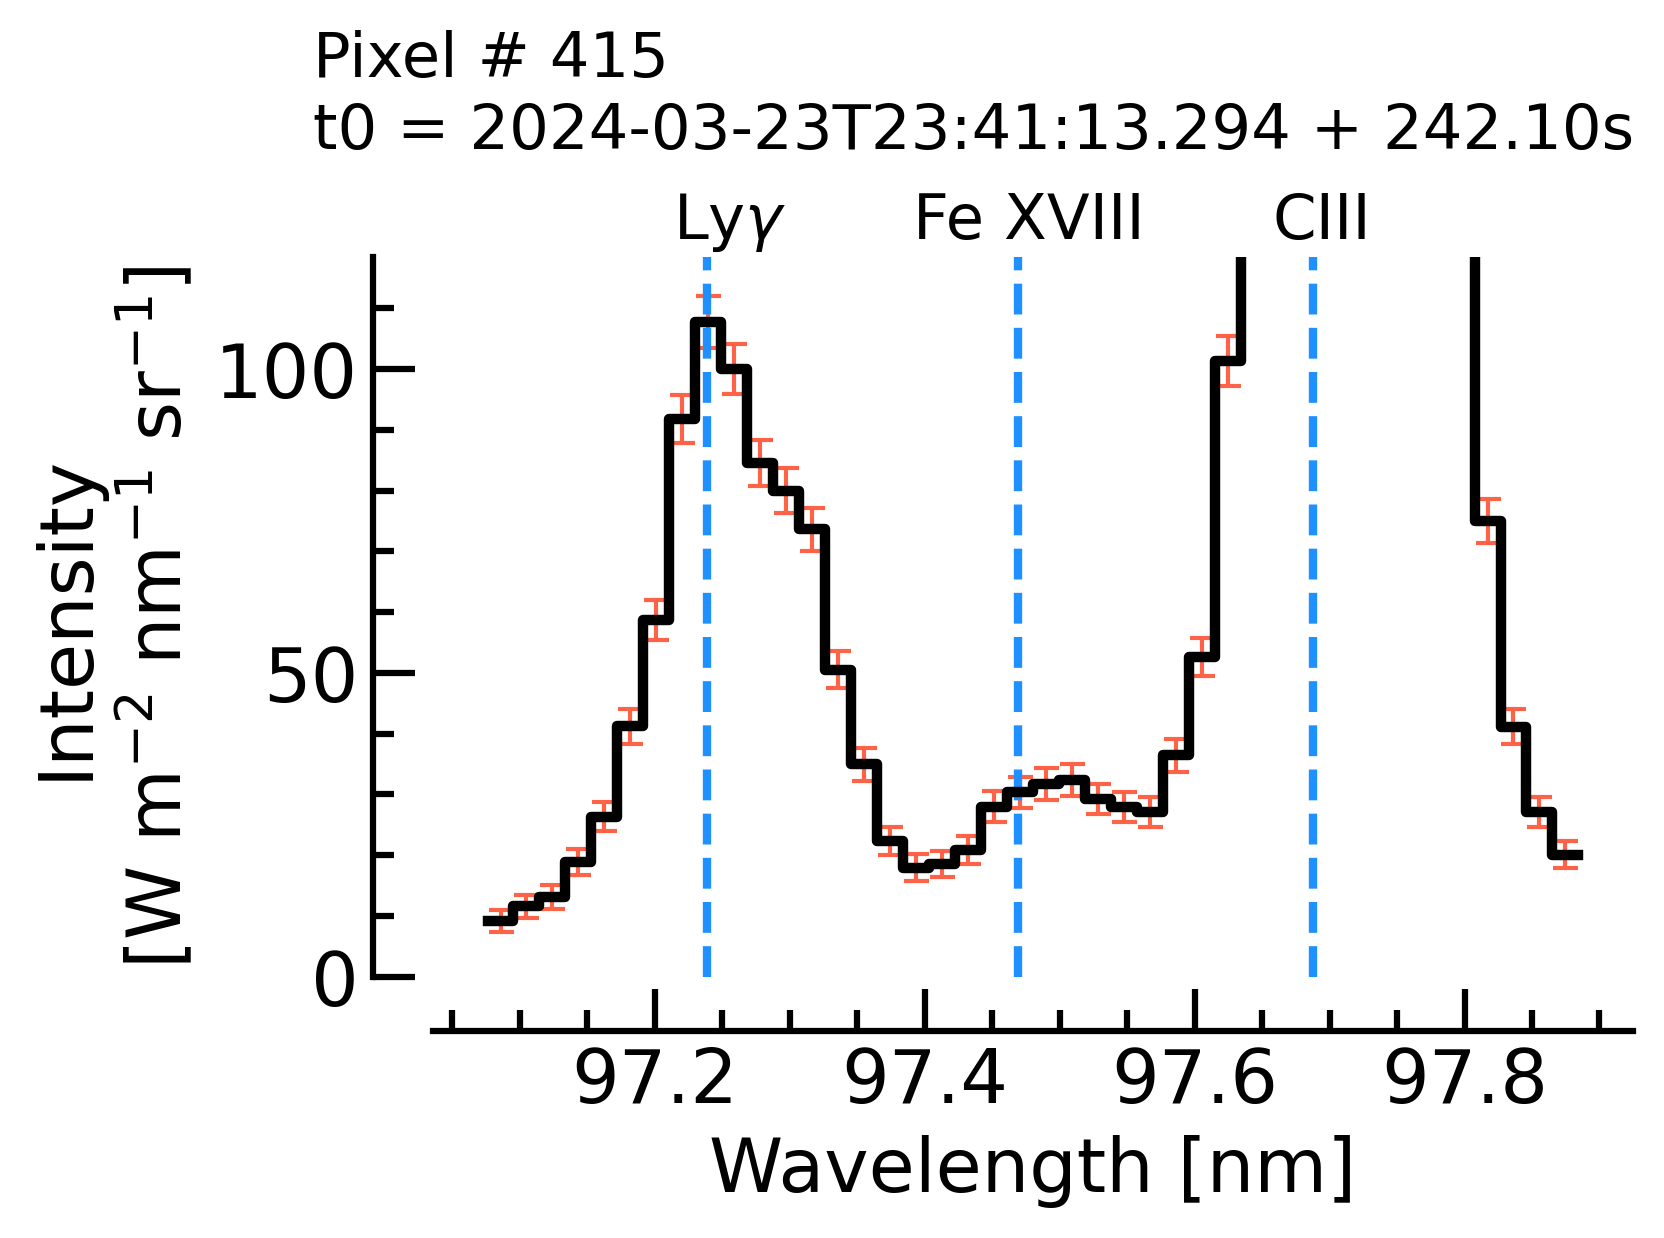 Pixel # 415
t0 = 2024-03-23T23:41:13.294 + 242.10s
Lyγ Fe XVIII CIII
Intensity
[W m⁻² nm⁻¹ sr⁻¹]
100
50
0
97.2 97.4 97.6 97.8
Wavelength [nm]